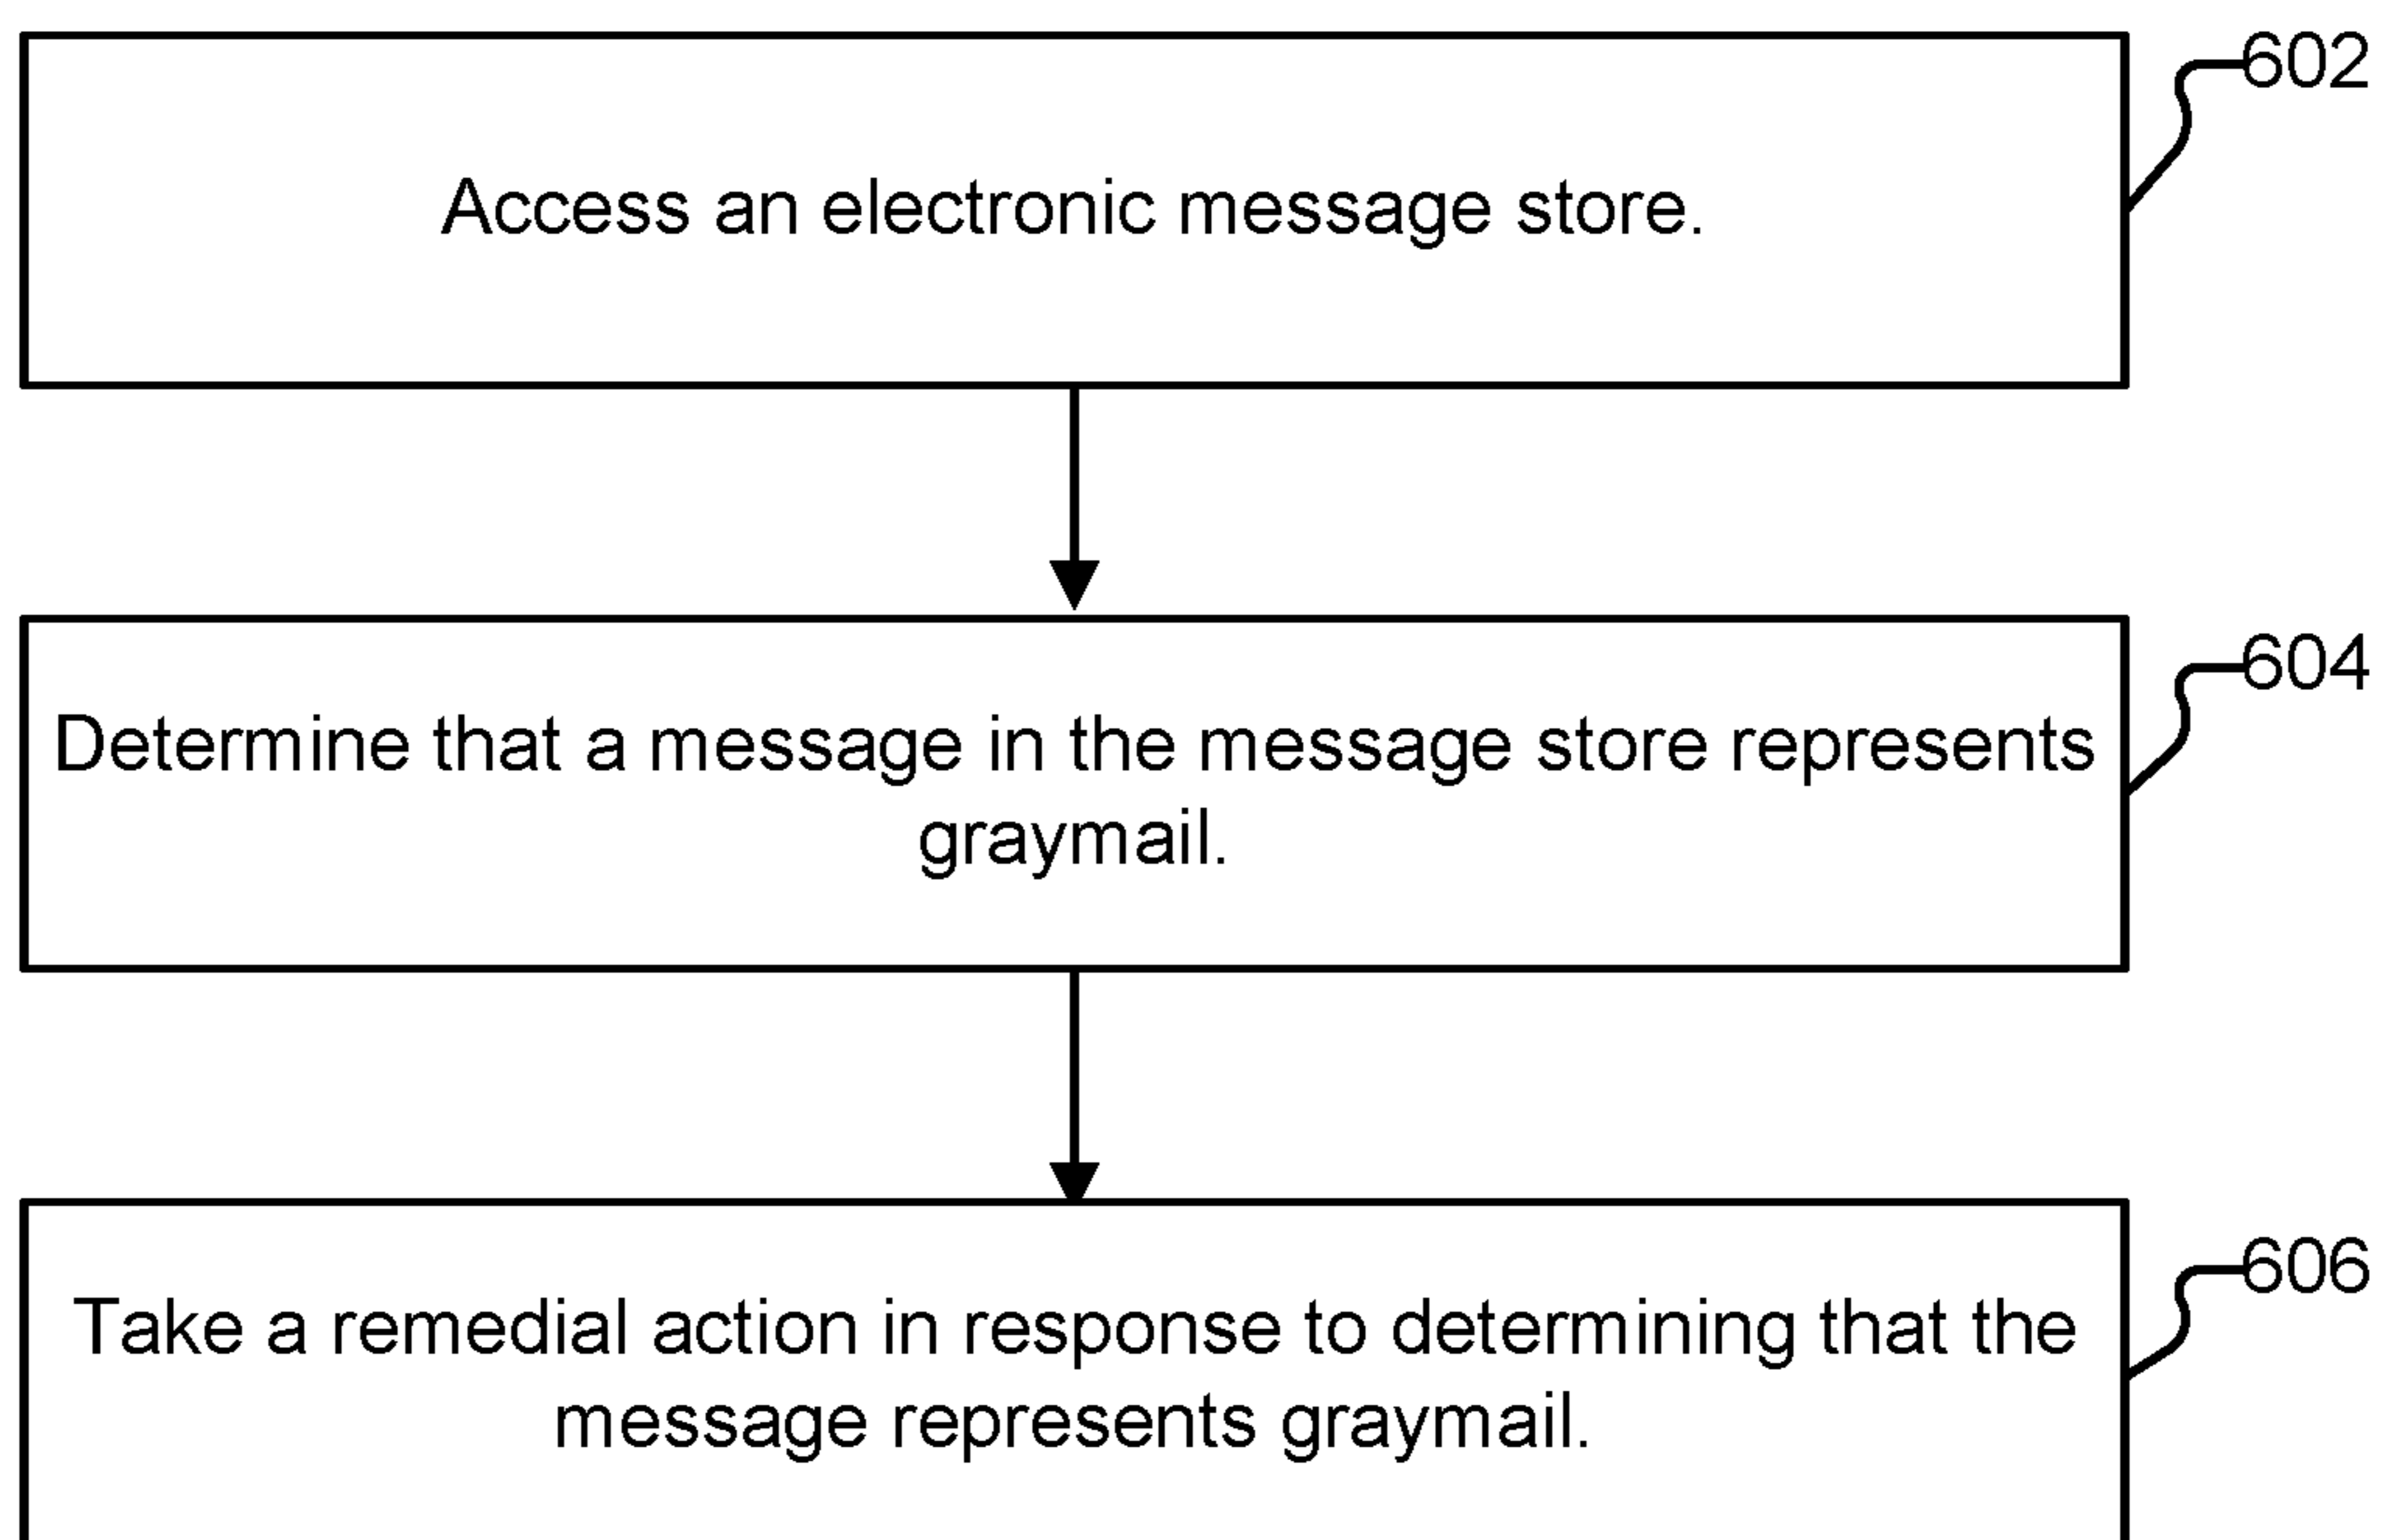 602
Access an electronic message store.
604
Determine that a message in the message store represents
graymail.
606
Take a remedial action in response to determining that the
message represents graymail.